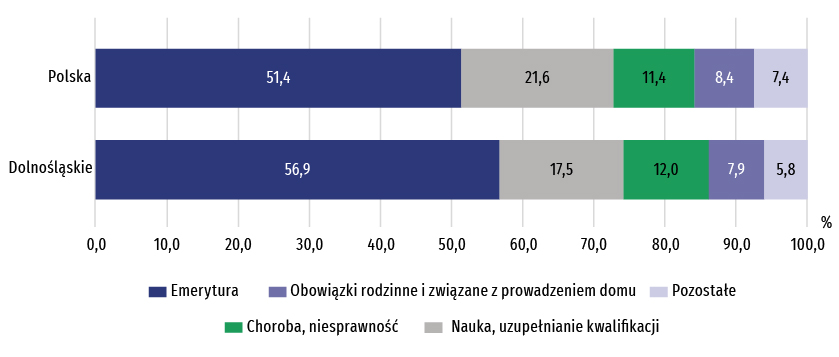 Polska 51,4 21,6 11,4 8,4 7,4
Dolnośląskie 56,9 17,5 12,0 7,9 5,8
%
0,0 10,0 20,0 30,0 40,0 50,0 60,0 70,0 80,0 90,0 100,0
Emerytura Obowiązki rodzinne i związane z prowadzeniem domu Pozostałe
Choroba, niesprawność Nauka, uzupełnianie kwalifikacji